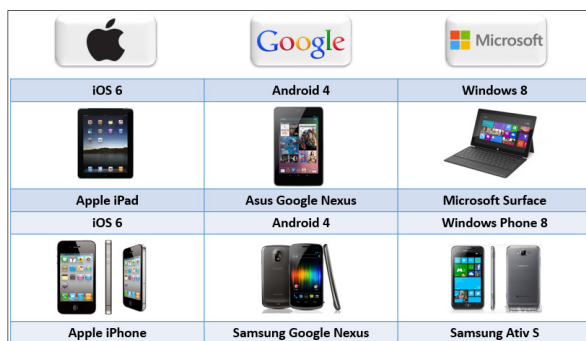 Google
Microsoft
iOS 6
Android 4
Windows 8
Apple iPad
Asus Google Nexus
Microsoft Surface
iOS 6
Android 4
Windows Phone 8
Apple iPhone
Samsung Google Nexus
Samsung Ativ S